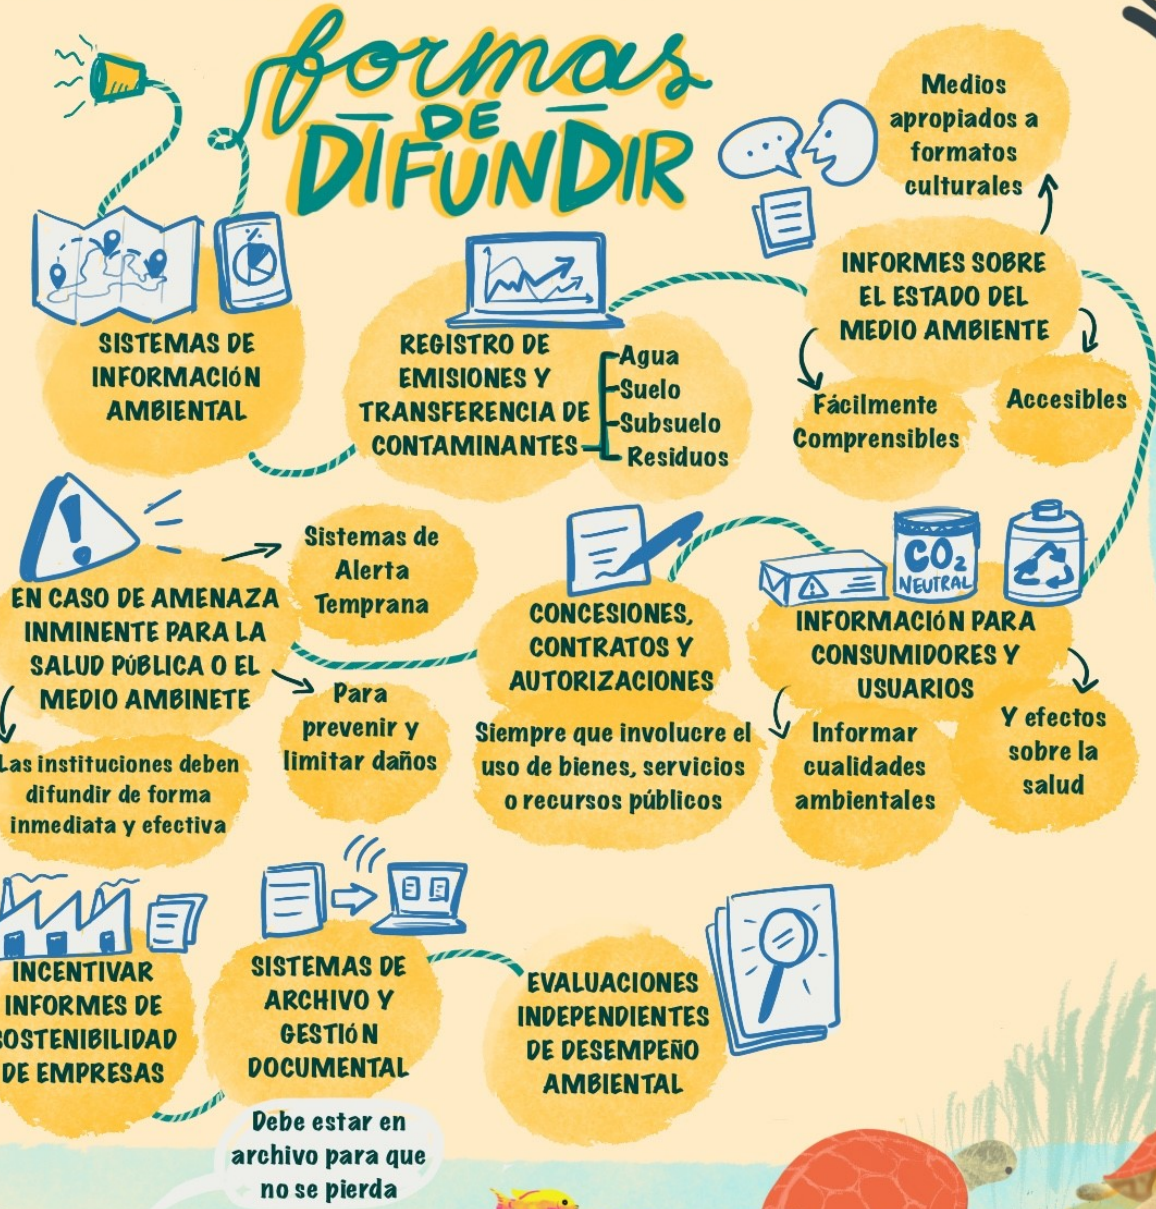 formas
DE
DIFUNDIR
SISTEMAS DE
INFORMACIÓN
AMBIENTAL
%
REGISTRO DE
EMISIONES Y
TRANSFERENCIA DE
CONTAMINANTES
Agua
Suelo
Subsuelo
Residuos
INFORMES SOBRE
EL ESTADO DEL
MEDIO AMBIENTE
Medios
apropiados a
formatos
culturales
Fácilmente
Comprensibles
Accesibles
CO2
NEUTRAL
INFORMACIÓN PARA
CONSUMIDORES Y
USUARIOS
Informar
cualidades
ambientales
Y efectos
sobre la
salud
CONCESIONES,
CONTRATOS Y
AUTORIZACIONES
Siempre que involucre el
uso de bienes, servicios
o recursos públicos
!
EN CASO DE AMENAZA
INMINENTE PARA LA
SALUD PÚBLICA O EL
MEDIO AMBINETE
Sistemas de
Alerta
Temprana
Para
prevenir y
limitar daños
Las instituciones deben
difundir de forma
inmediata y efectiva
INCENTIVAR
INFORMES DE
SOSTENIBILIDAD
DE EMPRESAS
SISTEMAS DE
ARCHIVO Y
GESTIÓN
DOCUMENTAL
Debe estar en
archivo para que
no se pierda
EVALUACIONES
INDEPENDIENTES
DE DESEMPEÑO
AMBIENTAL